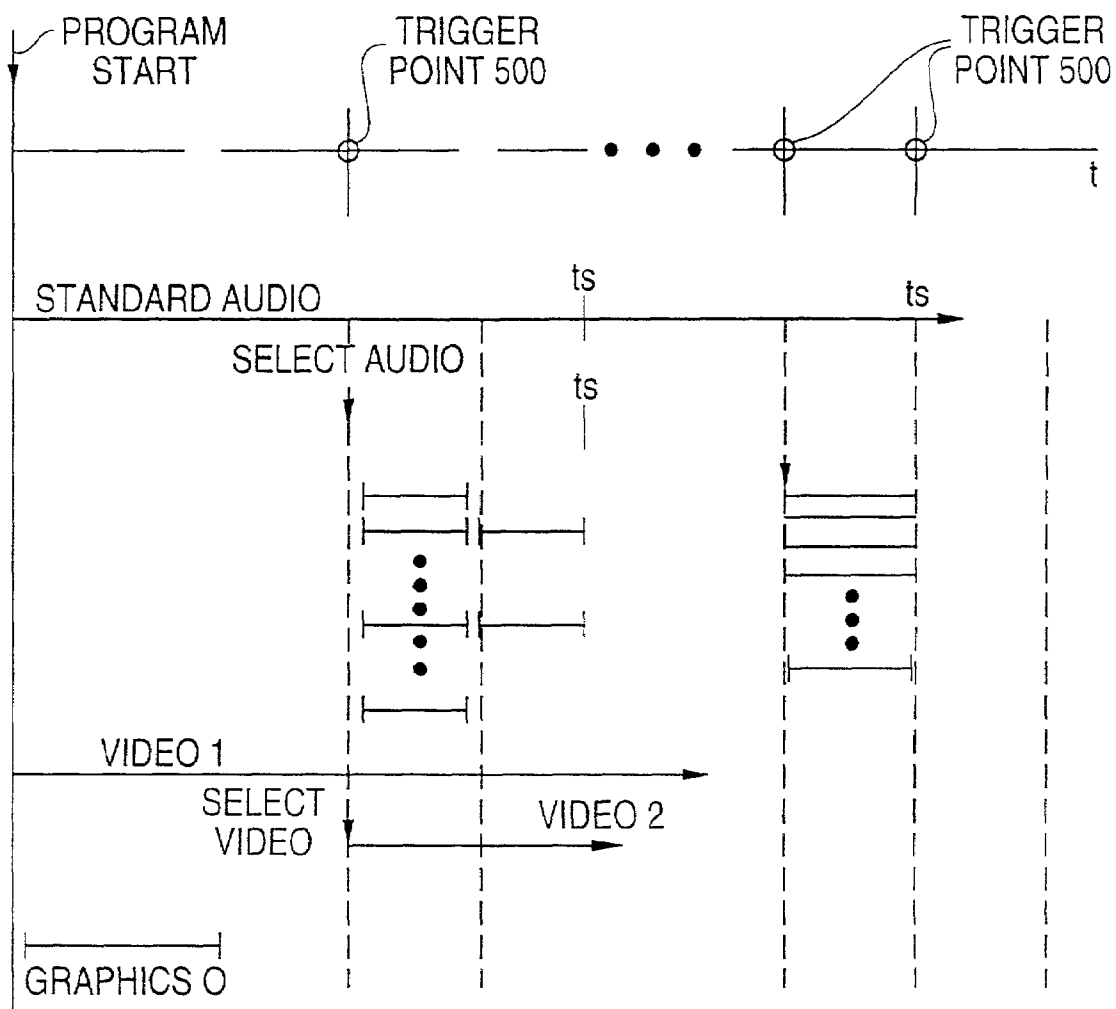 PROGRAM
START
TRIGGER
POINT 500
TRIGGER
POINT 500
t
STANDARD AUDIO
ts
ts
SELECT AUDIO
ts
VIDEO 1
SELECT
VIDEO
VIDEO 2
GRAPHICS O